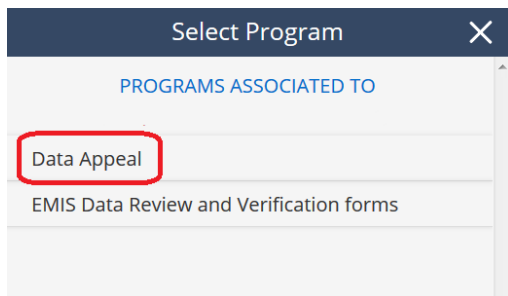 Select Program
PROGRAMS ASSOCIATED TO
Data Appeal
EMIS Data Review and Verification forms